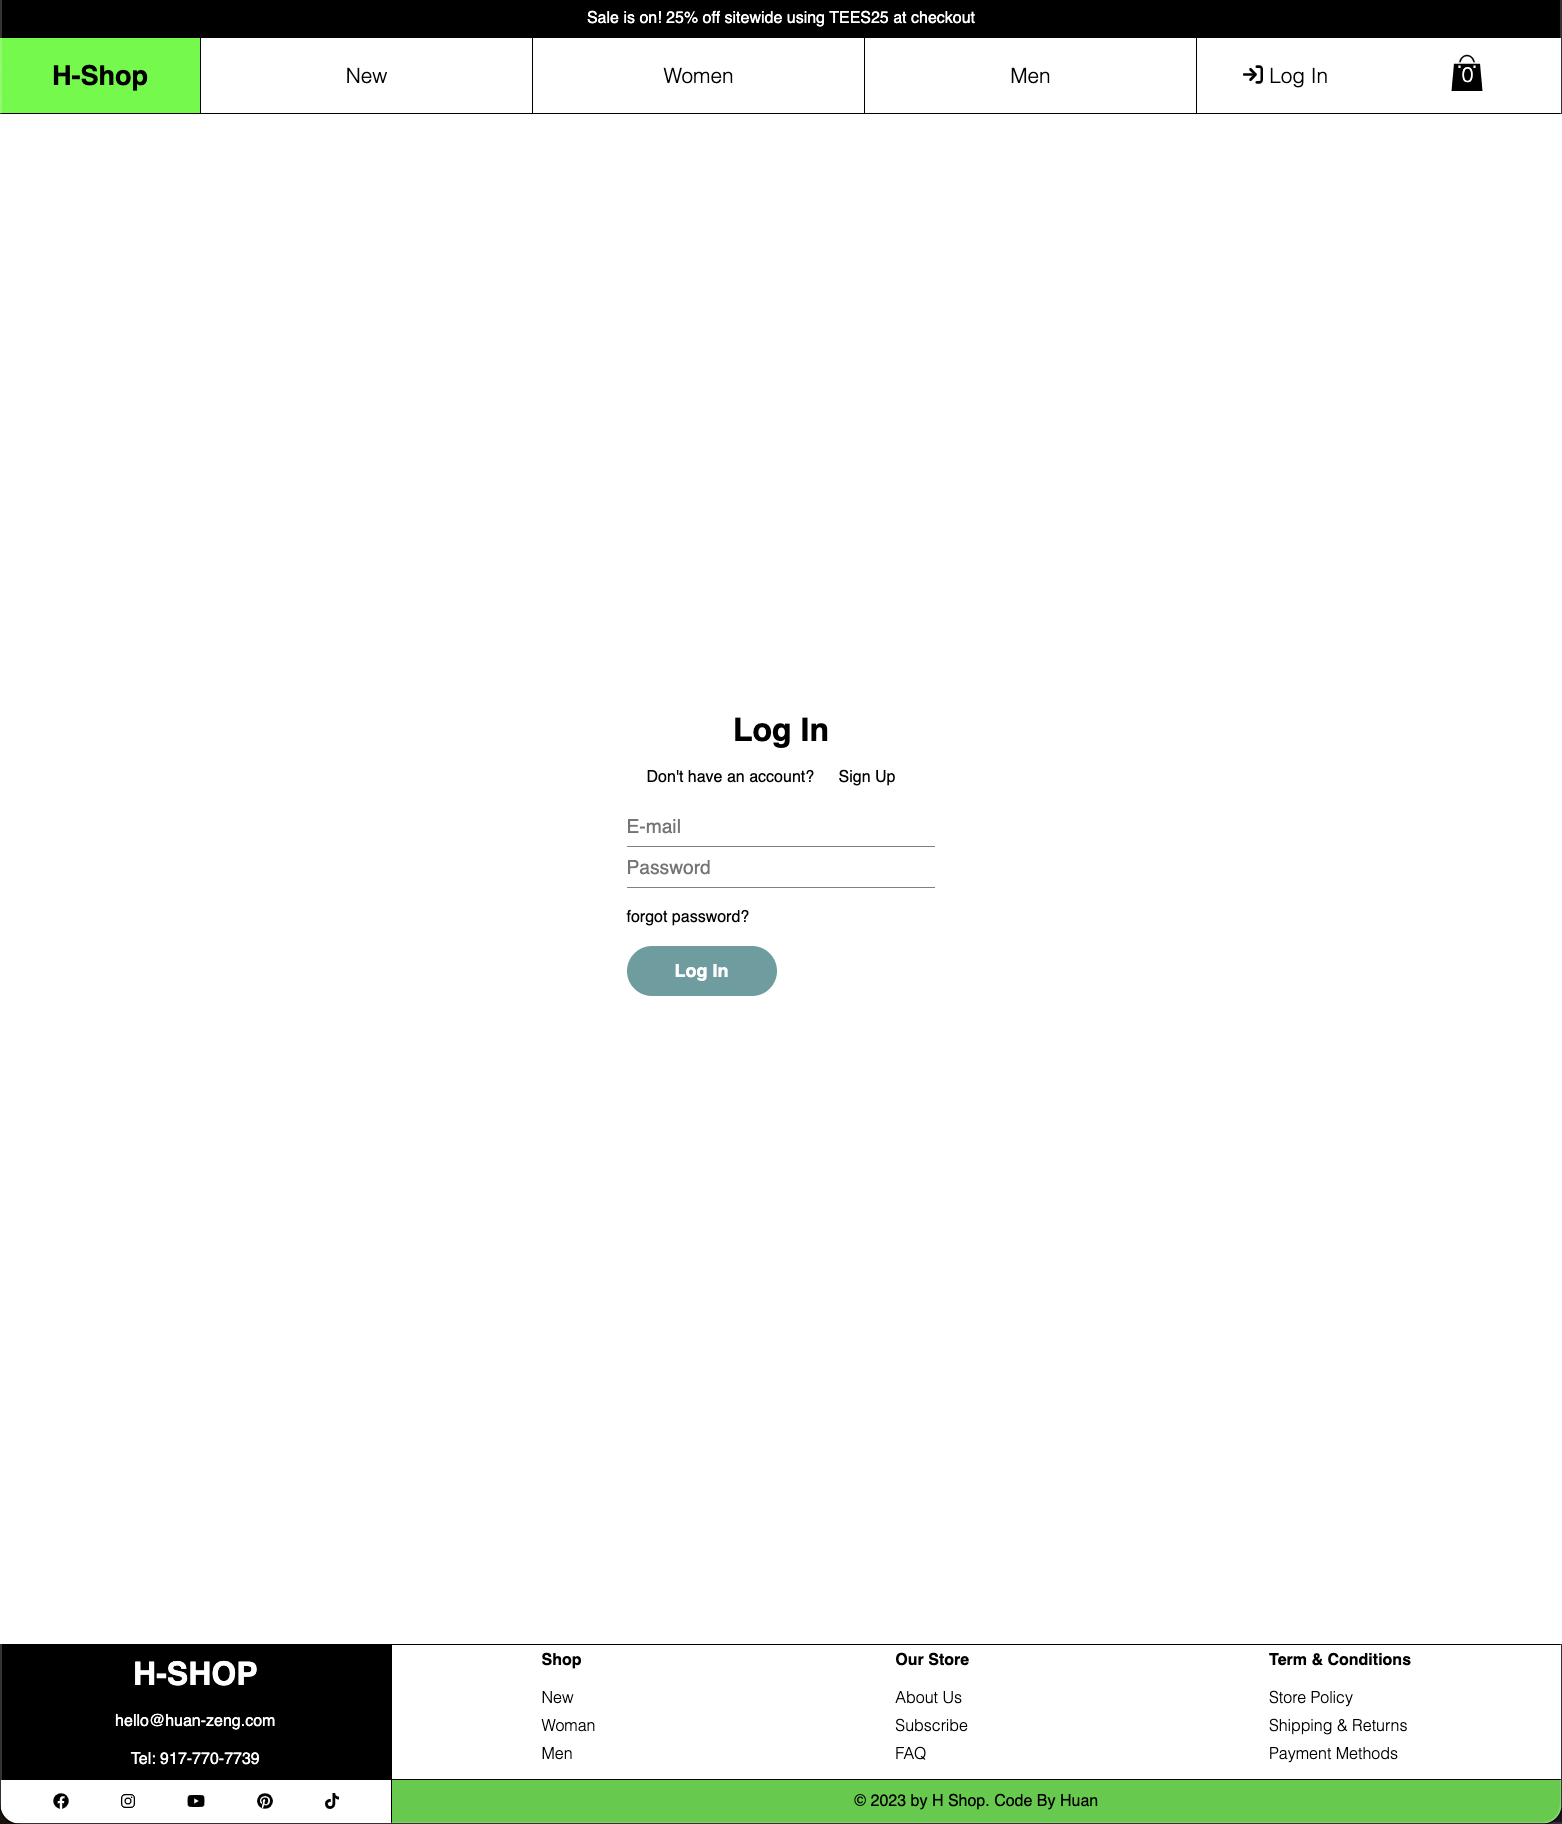 Sale is on! 25% off sitewide using TEES25 at checkout
H-Shop New Women Men Log In 0
Log In
Don't have an account? Sign Up
E-mail
Password
forgot password?
Log In
H-SHOP
hello@huan-zeng.com
Tel: 917-770-7739
Shop
New
Woman
Men
Our Store
About Us
Subscribe
FAQ
Term & Conditions
Store Policy
Shipping & Returns
Payment Methods
© 2023 by H Shop. Code By Huan